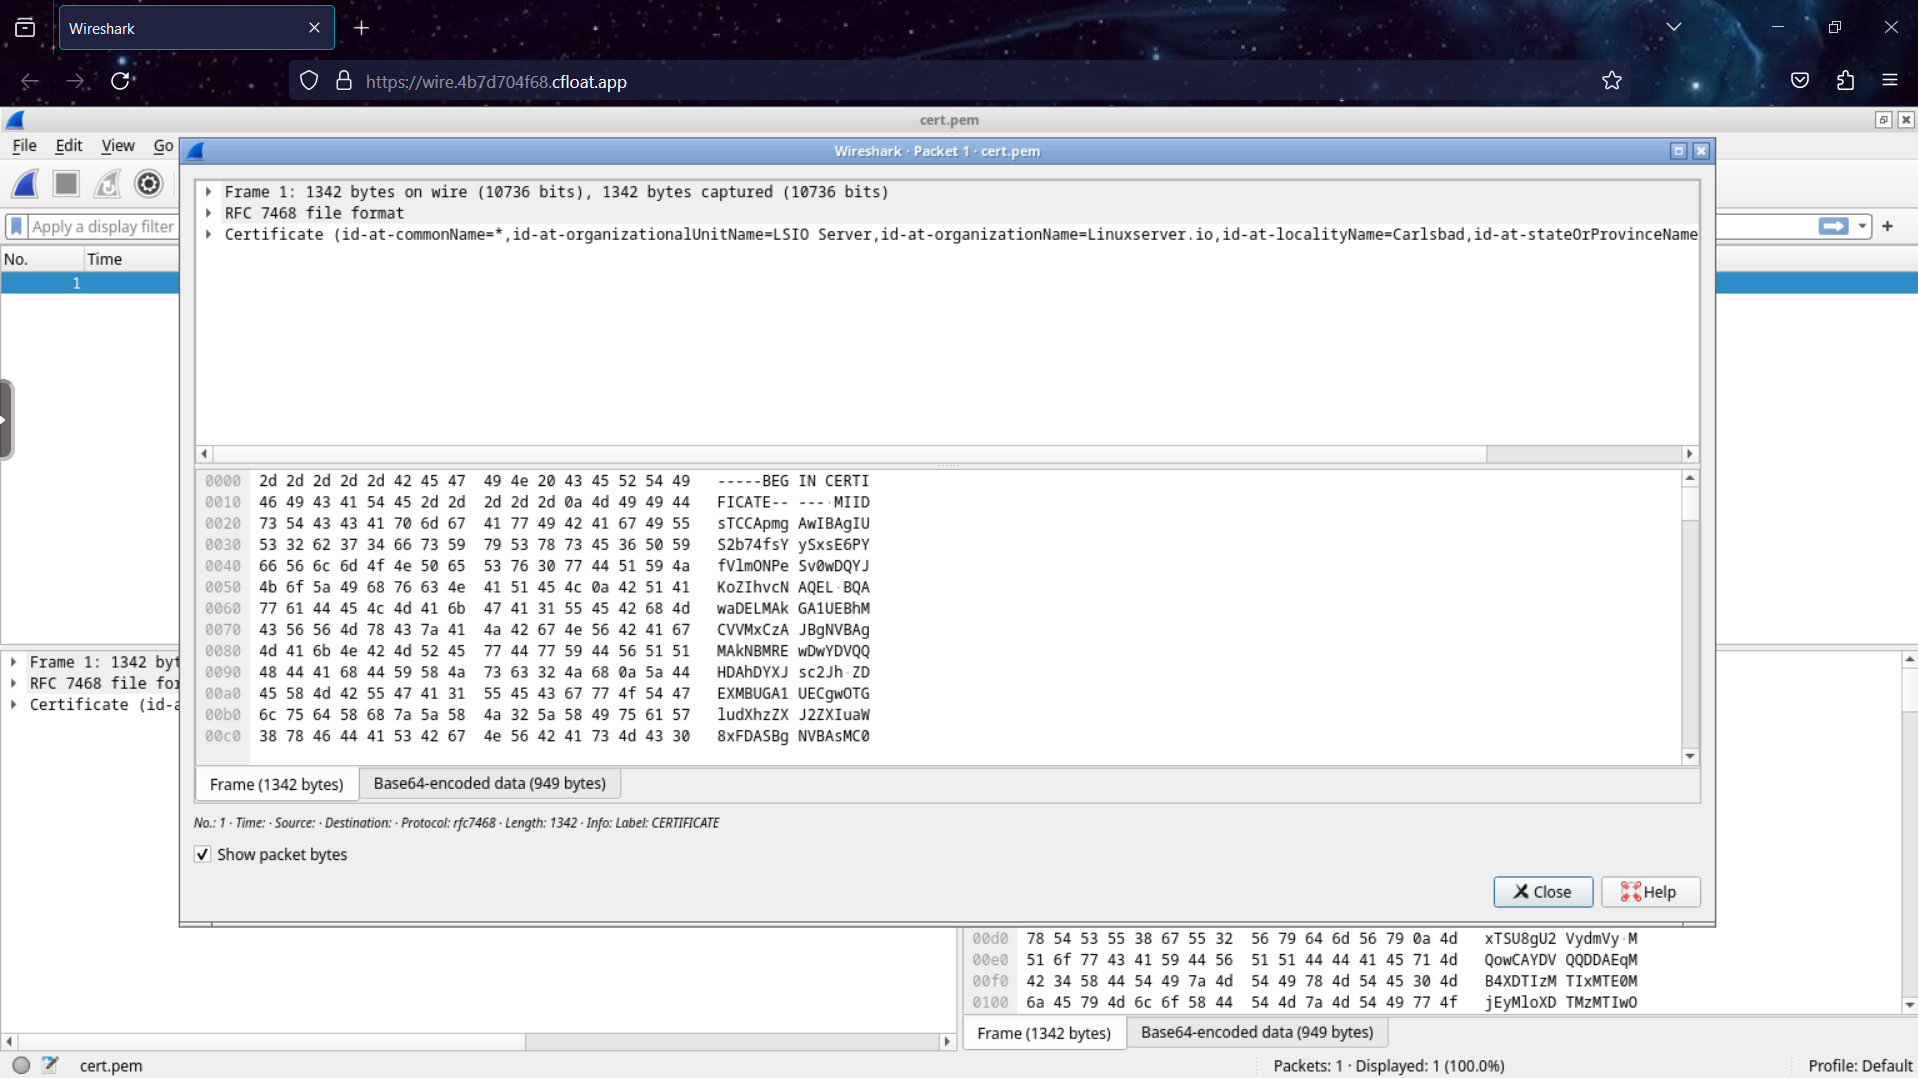 Wireshark
https://wire.4b7d704f68.cfloat.app
cert.pem
File Edit View Go
Wireshark · Packet 1 · cert.pem
Apply a display filter
No. Time
1
Frame 1: 1342 bytes on wire (10736 bits), 1342 bytes captured (10736 bits)
RFC 7468 file format
Certificate (id-at-commonName=*,id-at-organizationalUnitName=LSIO Server,id-at-organizationName=Linuxserver.io,id-at-localityName=Carlsbad,id-at-stateOrProvinceName
0000 2d 2d 2d 2d 2d 42 45 47 49 4e 20 43 45 52 54 49 -----BEG IN CERTI
0010 46 49 43 41 54 45 2d 2d 2d 2d 2d 0a 4d 49 49 44 FICATE-- ---·MIID
0020 73 54 43 43 41 70 6d 67 41 77 49 42 41 67 49 55 sTCCApmg AwIBAgIU
0030 53 32 62 37 34 66 73 59 79 53 78 73 45 36 50 59 S2b74fsY ySxsE6PY
0040 66 56 6c 6d 4f 4e 50 65 53 76 30 77 44 51 59 4a fVlmONPe Sv0wDQYJ
0050 4b 6f 5a 49 68 76 63 4e 41 51 45 4c 0a 42 51 41 KoZIhvcN AQEL·BQA
0060 77 61 44 45 4c 4d 41 6b 47 41 31 55 45 42 68 4d waDELMAk GA1UEBhM
0070 43 56 56 4d 78 43 7a 41 4a 42 67 4e 56 42 41 67 CVVMxCzA JBgNVBAg
0080 4d 41 6b 4e 42 4d 52 45 77 44 77 59 44 56 51 51 MAkNBMRE wDwYDVQQ
0090 48 44 41 68 44 59 58 4a 73 63 32 4a 68 0a 5a 44 HDAhDYXJ sc2Jh·ZD
00a0 45 58 4d 42 55 47 41 31 55 45 43 67 77 4f 54 47 EXMBUGA1 UECgwOTG
00b0 6c 75 64 58 68 7a 5a 58 4a 32 5a 58 49 75 61 57 ludXhzZX J2ZXIuaW
00c0 38 78 46 44 41 53 42 67 4e 56 42 41 73 4d 43 30 8xFDASBg NVBAsMC0
Frame (1342 bytes) Base64-encoded data (949 bytes)
No.: 1 · Time: · Source: · Destination: · Protocol: rfc7468 · Length: 1342 · Info: Label: CERTIFICATE
Show packet bytes
Close Help
Frame 1: 1342 byt
RFC 7468 file for
Certificate (id-a
00d0 78 54 53 55 38 67 55 32 56 79 64 6d 56 79 0a 4d xTSU8gU2 VydmVy·M
00e0 51 6f 77 43 41 59 44 56 51 51 44 44 41 45 71 4d QowCAYDV QQDDAEqM
00f0 42 34 58 44 54 49 7a 4d 54 49 78 4d 54 45 30 4d B4XDTIzM TIxMTE0M
0100 6a 45 79 4d 6c 6f 58 44 54 4d 7a 4d 54 49 77 4f jEyMloXD TMzMTIwO
Frame (1342 bytes) Base64-encoded data (949 bytes)
cert.pem Packets: 1 · Displayed: 1 (100.0%) Profile: Default